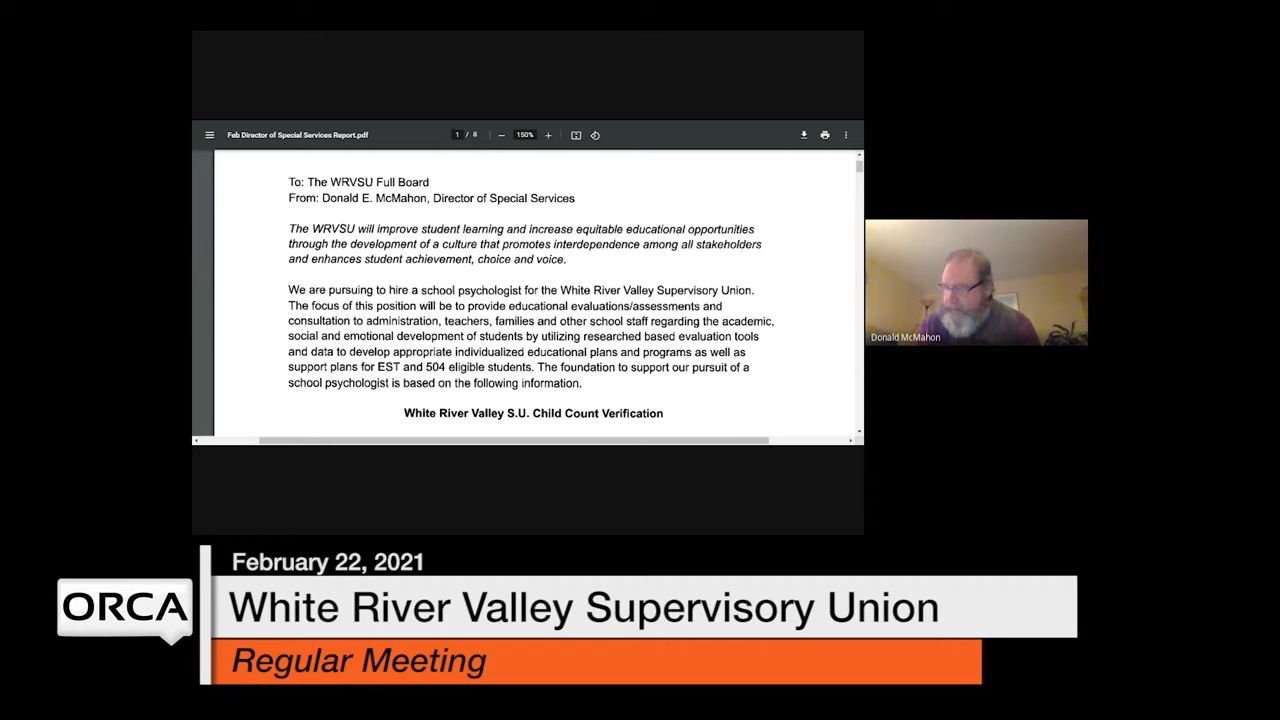 Feb Director of Special Services Report.pdf
1 / 8
150%
To: The WRVSU Full Board
From: Donald E. McMahon, Director of Special Services
The WRVSU will improve student learning and increase equitable educational opportunities
through the development of a culture that promotes interdependence among all stakeholders
and enhances student achievement, choice and voice.
We are pursuing to hire a school psychologist for the White River Valley Supervisory Union.
The focus of this position will be to provide educational evaluations/assessments and
consultation to administration, teachers, families and other school staff regarding the academic,
social and emotional development of students by utilizing researched based evaluation tools
and data to develop appropriate individualized educational plans and programs as well as
support plans for EST and 504 eligible students. The foundation to support our pursuit of a
school psychologist is based on the following information.
White River Valley S.U. Child Count Verification
Donald McMahon
February 22, 2021
ORCA
White River Valley Supervisory Union
Regular Meeting